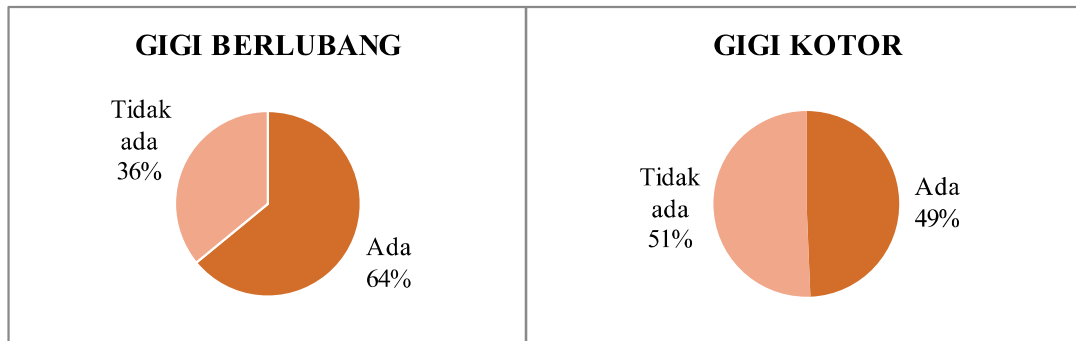 GIGI BERLUBANG
Tidak
ada
36%
Ada
64%
GIGI KOTOR
Tidak
ada
51%
Ada
49%